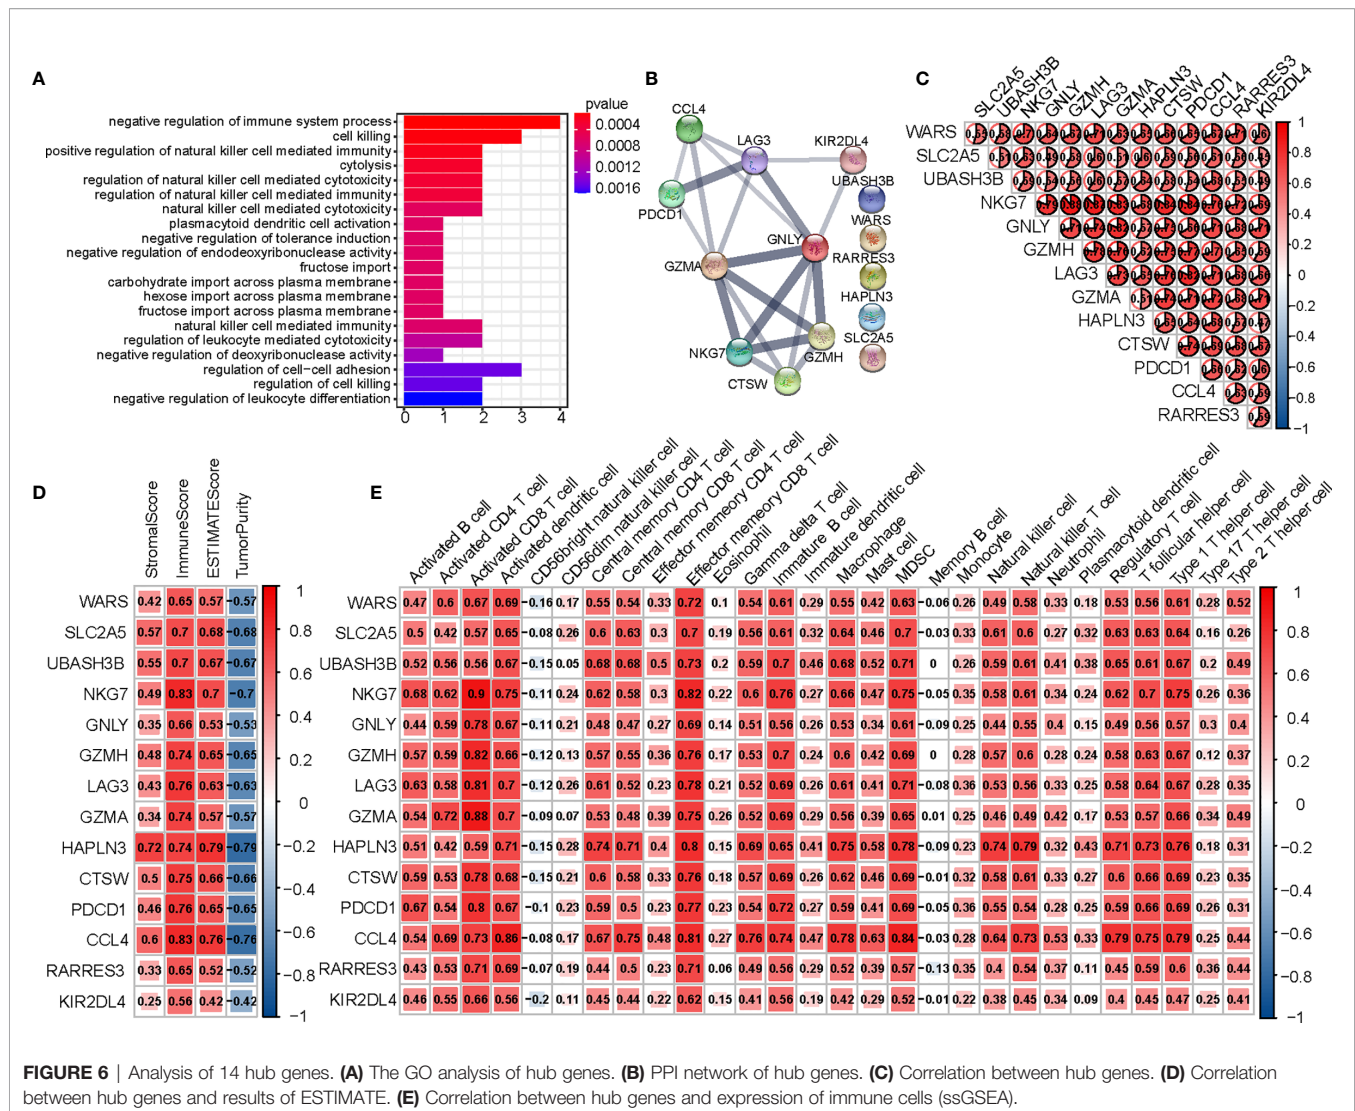 A
negative regulation of immune system process
cell killing
positive regulation of natural killer cell mediated immunity
cytolysis
regulation of natural killer cell mediated cytotoxicity
regulation of natural killer cell mediated immunity
natural killer cell mediated cytotoxicity
plasmacytoid dendritic cell activation
negative regulation of tolerance induction
negative regulation of endodeoxyribonuclease activity
fructose import
carbohydrate import across plasma membrane
hexose import across plasma membrane
fructose import across plasma membrane
natural killer cell mediated immunity
regulation of leukocyte mediated cytotoxicity
negative regulation of deoxyribonuclease activity
regulation of cell-cell adhesion
regulation of cell killing
negative regulation of leukocyte differentiation
0 1 2 3 4
pvalue
0.0004
0.0008
0.0012
0.0016
B
CCL4
LAG3
KIR2DL4
UBASH3B
PDCD1
WARS
GNLY
RARRES3
GZMA
HAPLN3
SLC2A5
NKG7
GZMH
CTSW
C
SLC2A5 UBASH3B NKG7 GNLY GZMH LAG3 GZMA HAPLN3 CTSW PDCD1 CCL4 RARRES3 KIR2DL4
WARS
SLC2A5
UBASH3B
NKG7
GNLY
GZMH
LAG3
GZMA
HAPLN3
CTSW
PDCD1
CCL4
RARRES3
1
0.8
0.6
0.4
0.2
0
-0.2
-0.4
-0.6
-0.8
-1
D
StromalScore ImmuneScore ESTIMATEScore TumorPurity
WARS 0.42 0.65 0.57 -0.57
SLC2A5 0.57 0.7 0.68 -0.68
UBASH3B 0.55 0.7 0.67 -0.67
NKG7 0.49 0.83 0.7 -0.7
GNLY 0.35 0.66 0.53 -0.53
GZMH 0.48 0.74 0.65 -0.65
LAG3 0.43 0.76 0.63 -0.63
GZMA 0.34 0.74 0.57 -0.57
HAPLN3 0.72 0.74 0.79 -0.79
CTSW 0.5 0.75 0.66 -0.66
PDCD1 0.46 0.76 0.65 -0.65
CCL4 0.6 0.83 0.76 -0.76
RARRES3 0.33 0.65 0.52 -0.52
KIR2DL4 0.25 0.56 0.42 -0.42
1
0.8
0.6
0.4
0.2
0
-0.2
-0.4
-0.6
-0.8
-1
E
Activated B cell
Activated CD4 T cell
Activated CD8 T cell
Activated dendritic cell
CD56bright natural killer cell
CD56dim natural killer cell
Central memory CD4 T cell
Central memory CD8 T cell
Effector memeory CD4 T cell
Effector memeory CD8 T cell
Eosinophil
Gamma delta T cell
Immature B cell
Immature dendritic cell
Macrophage
Mast cell
MDSC
Memory B cell
Monocyte
Natural killer cell
Natural killer T cell
Neutrophil
Plasmacytoid dendritic cell
Regulatory T cell
T follicular helper cell
Type 1 T helper cell
Type 17 T helper cell
Type 2 T helper cell
WARS 0.47 0.6 0.67 0.69 -0.16 0.17 0.55 0.54 0.33 0.72 0.1 0.54 0.61 0.29 0.55 0.42 0.63 -0.06 0.26 0.49 0.58 0.33 0.18 0.53 0.56 0.61 0.28 0.52
SLC2A5 0.5 0.42 0.57 0.65 -0.08 0.26 0.6 0.63 0.3 0.7 0.19 0.56 0.61 0.32 0.64 0.46 0.7 -0.03 0.33 0.61 0.6 0.27 0.32 0.63 0.63 0.64 0.16 0.26
UBASH3B 0.52 0.56 0.56 0.67 -0.15 0.05 0.68 0.68 0.5 0.73 0.2 0.59 0.7 0.46 0.68 0.52 0.71 0 0.26 0.59 0.61 0.41 0.38 0.65 0.61 0.67 0.2 0.49
NKG7 0.68 0.62 0.9 0.75 -0.11 0.24 0.62 0.58 0.3 0.82 0.22 0.6 0.76 0.27 0.66 0.47 0.75 -0.05 0.35 0.58 0.61 0.34 0.24 0.62 0.7 0.75 0.26 0.36
GNLY 0.44 0.59 0.78 0.67 -0.11 0.21 0.48 0.47 0.27 0.69 0.14 0.51 0.56 0.26 0.53 0.34 0.61 -0.09 0.25 0.44 0.55 0.4 0.15 0.49 0.56 0.57 0.3 0.4
GZMH 0.57 0.59 0.82 0.66 -0.12 0.13 0.57 0.55 0.36 0.76 0.17 0.53 0.7 0.24 0.6 0.42 0.69 0 0.28 0.57 0.6 0.28 0.24 0.58 0.63 0.67 0.12 0.37
LAG3 0.63 0.58 0.81 0.7 -0.12 0.26 0.61 0.52 0.23 0.78 0.21 0.52 0.69 0.26 0.61 0.41 0.71 -0.08 0.36 0.53 0.56 0.33 0.25 0.58 0.64 0.68 0.28 0.35
GZMA 0.54 0.72 0.88 0.7 -0.09 0.07 0.53 0.48 0.39 0.75 0.26 0.52 0.69 0.29 0.56 0.39 0.65 0.01 0.25 0.46 0.49 0.42 0.17 0.53 0.57 0.66 0.34 0.49
HAPLN3 0.51 0.42 0.59 0.71 -0.15 0.28 0.74 0.71 0.4 0.8 0.15 0.69 0.65 0.41 0.75 0.58 0.78 -0.09 0.23 0.74 0.79 0.32 0.43 0.71 0.73 0.76 0.18 0.31
CTSW 0.59 0.53 0.78 0.68 -0.15 0.21 0.6 0.58 0.33 0.76 0.18 0.57 0.69 0.26 0.62 0.46 0.69 -0.01 0.32 0.58 0.61 0.28 0.27 0.6 0.66 0.69 0.23 0.35
PDCD1 0.67 0.54 0.8 0.67 -0.1 0.23 0.59 0.5 0.23 0.77 0.23 0.54 0.72 0.27 0.59 0.41 0.69 -0.05 0.36 0.55 0.54 0.28 0.25 0.59 0.66 0.69 0.26 0.31
CCL4 0.54 0.69 0.73 0.86 -0.08 0.17 0.67 0.75 0.48 0.81 0.27 0.76 0.74 0.47 0.78 0.63 0.84 -0.03 0.28 0.64 0.73 0.53 0.33 0.79 0.75 0.79 0.25 0.44
RARRES3 0.43 0.53 0.71 0.69 -0.07 0.19 0.44 0.5 0.23 0.71 0.06 0.49 0.56 0.29 0.52 0.39 0.57 -0.13 0.35 0.4 0.54 0.37 0.11 0.45 0.59 0.6 0.36 0.44
KIR2DL4 0.46 0.55 0.66 0.56 -0.2 0.11 0.45 0.44 0.22 0.62 0.15 0.41 0.56 0.19 0.42 0.29 0.52 -0.01 0.22 0.38 0.45 0.34 0.09 0.4 0.45 0.47 0.25 0.41
1
0.8
0.6
0.4
0.2
0
-0.2
-0.4
-0.6
-0.8
-1
FIGURE 6 | Analysis of 14 hub genes. (A) The GO analysis of hub genes. (B) PPI network of hub genes. (C) Correlation between hub genes. (D) Correlation
between hub genes and results of ESTIMATE. (E) Correlation between hub genes and expression of immune cells (ssGSEA).